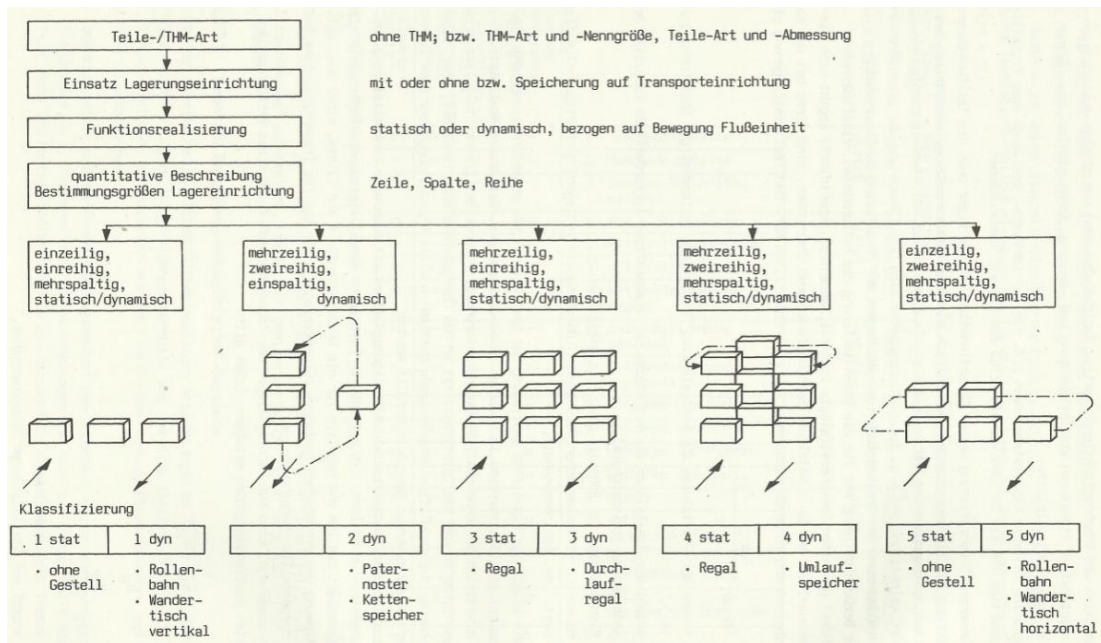 Teile-/THM-Art
ohne THM; bzw. THM-Art und -Nenngröße, Teile-Art und -Abmessung
Einsatz Lagerungseinrichtung
mit oder ohne bzw. Speicherung auf Transporteinrichtung
Funktionsrealisierung
statisch oder dynamisch, bezogen auf Bewegung Flußeinheit
quantitative Beschreibung
Bestimmungsgrößen Lagereinrichtung
Zeile, Spalte, Reihe
einzeilig,
einreihig,
mehrspaltig,
statisch/dynamisch
mehrzeilig,
zweireihig,
einspaltig,
dynamisch
mehrzeilig,
einreihig,
mehrspaltig,
statisch/dynamisch
mehrzeilig,
zweireihig,
mehrspaltig,
statisch/dynamisch
einzeilig,
zweireihig,
mehrspaltig,
statisch/dynamisch
Klassifizierung
1 stat
1 dyn
2 dyn
3 stat
3 dyn
4 stat
4 dyn
5 stat
5 dyn
· ohne
Gestell
· Rollen-
bahn
· Wander-
tisch
vertikal
· Pater-
noster
· Ketten-
speicher
· Regal
· Durch-
lauf-
regal
· Regal
· Umlauf-
speicher
· ohne
Gestell
· Rollen-
bahn
· Wander-
tisch
horizontal